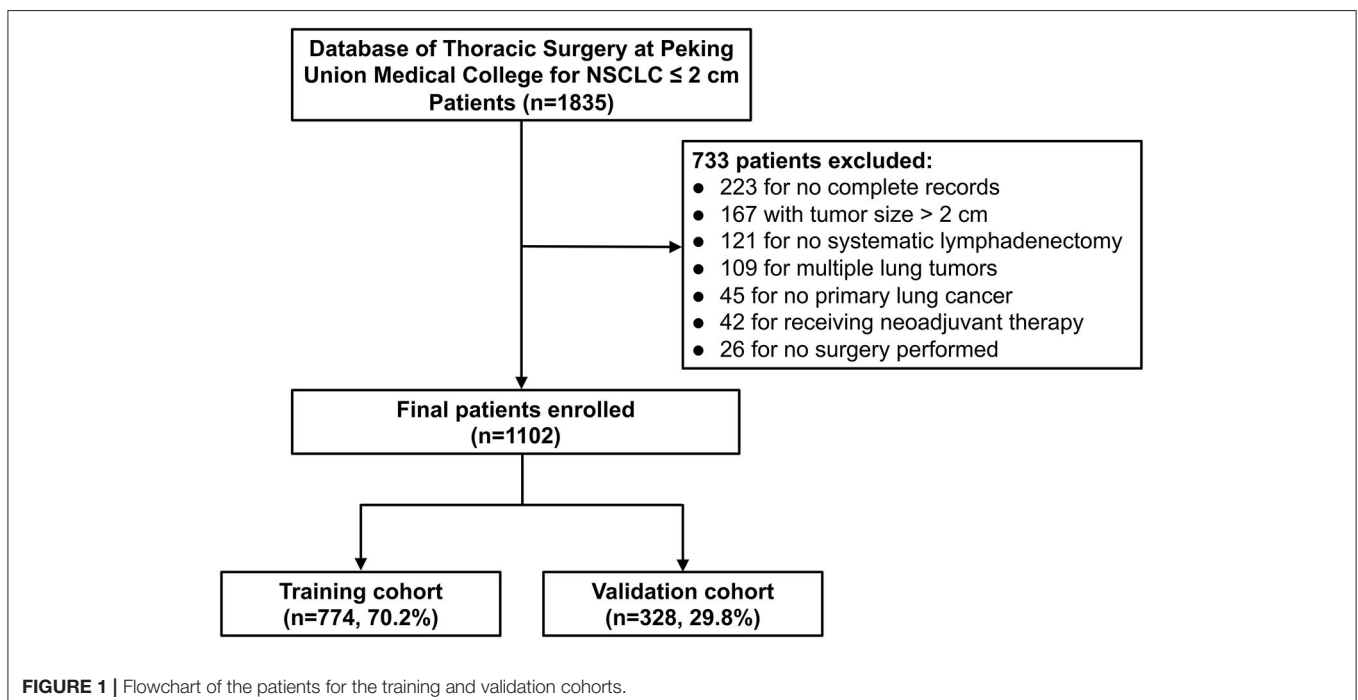 Database of Thoracic Surgery at Peking
Union Medical College for NSCLC ≤ 2 cm
Patients (n=1835)
733 patients excluded:
● 223 for no complete records
● 167 with tumor size > 2 cm
● 121 for no systematic lymphadenectomy
● 109 for multiple lung tumors
● 45 for no primary lung cancer
● 42 for receiving neoadjuvant therapy
● 26 for no surgery performed
Final patients enrolled
(n=1102)
Training cohort
(n=774, 70.2%)
Validation cohort
(n=328, 29.8%)
FIGURE 1 | Flowchart of the patients for the training and validation cohorts.